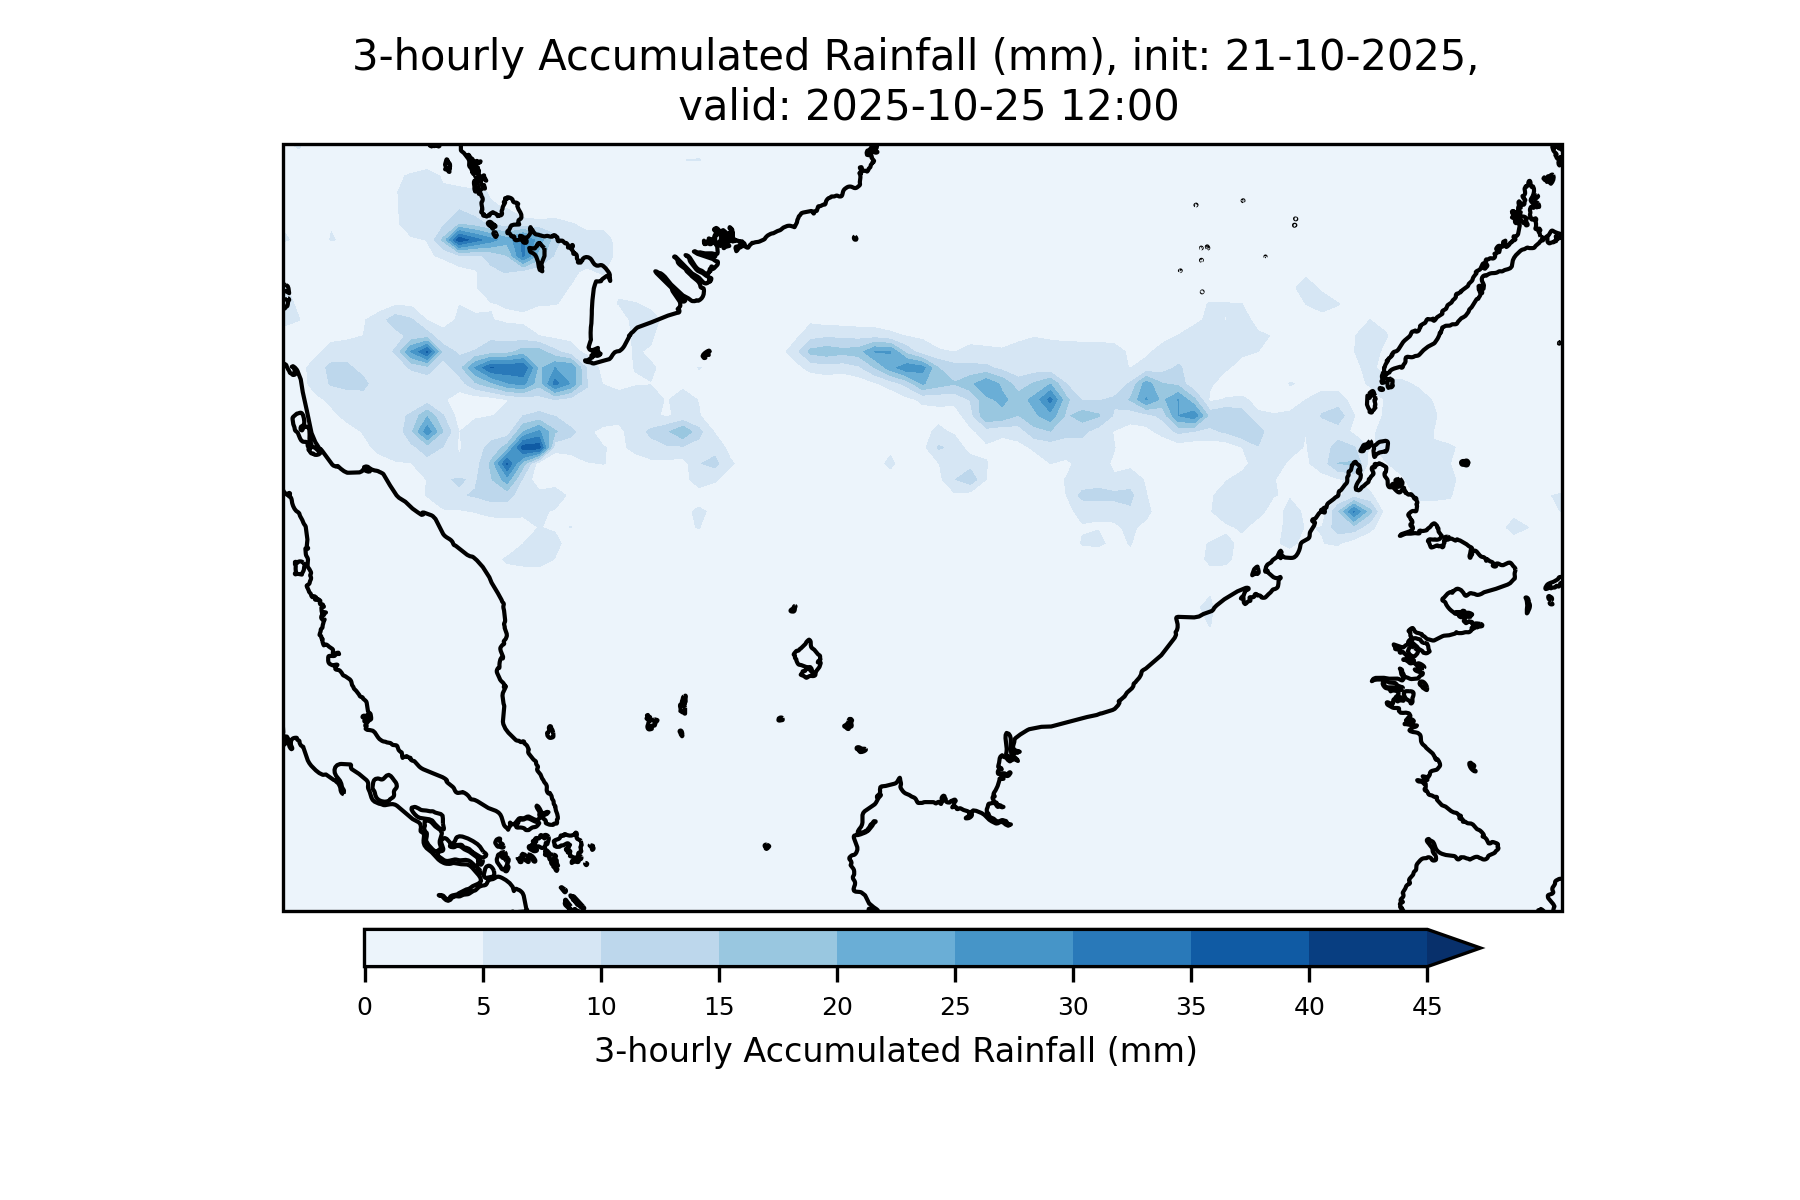 3-hourly Accumulated Rainfall (mm), init: 21-10-2025,
valid: 2025-10-25 12:00
0 5 10 15 20 25 30 35 40 45
3-hourly Accumulated Rainfall (mm)